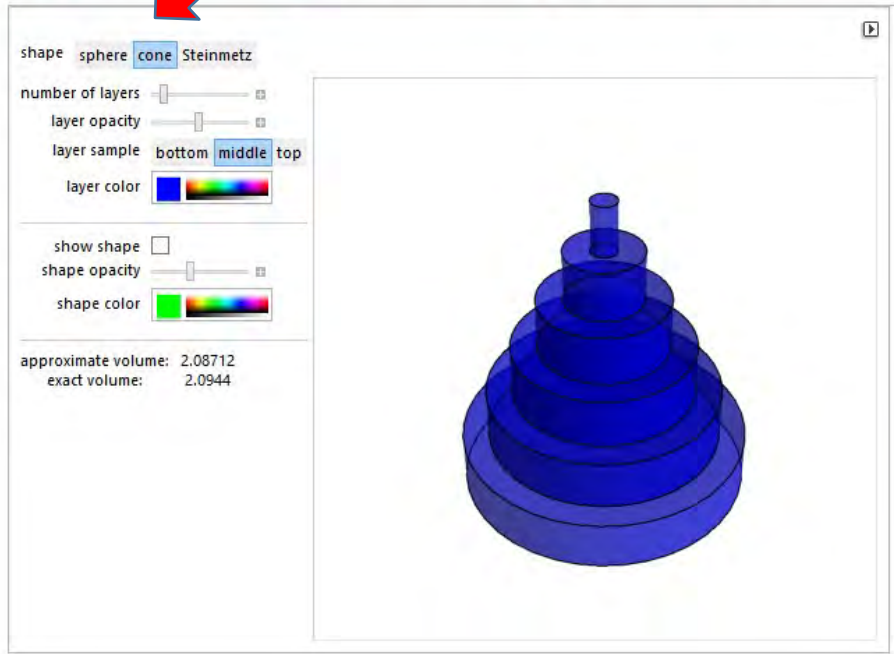 shape sphere cone Steinmetz
number of layers
layer opacity
layer sample bottom middle top
layer color
show shape
shape opacity
shape color
approximate volume: 2.08712
exact volume: 2.0944